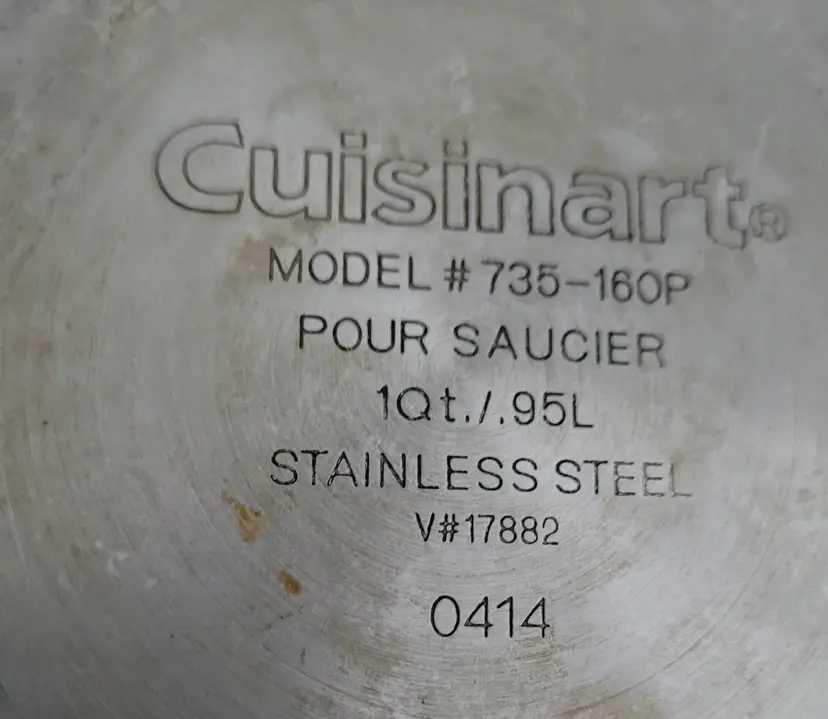 Cuisinart®
MODEL # 735-160P
POUR SAUCIER
1Qt./.95L
STAINLESS STEEL
V#17882
0414